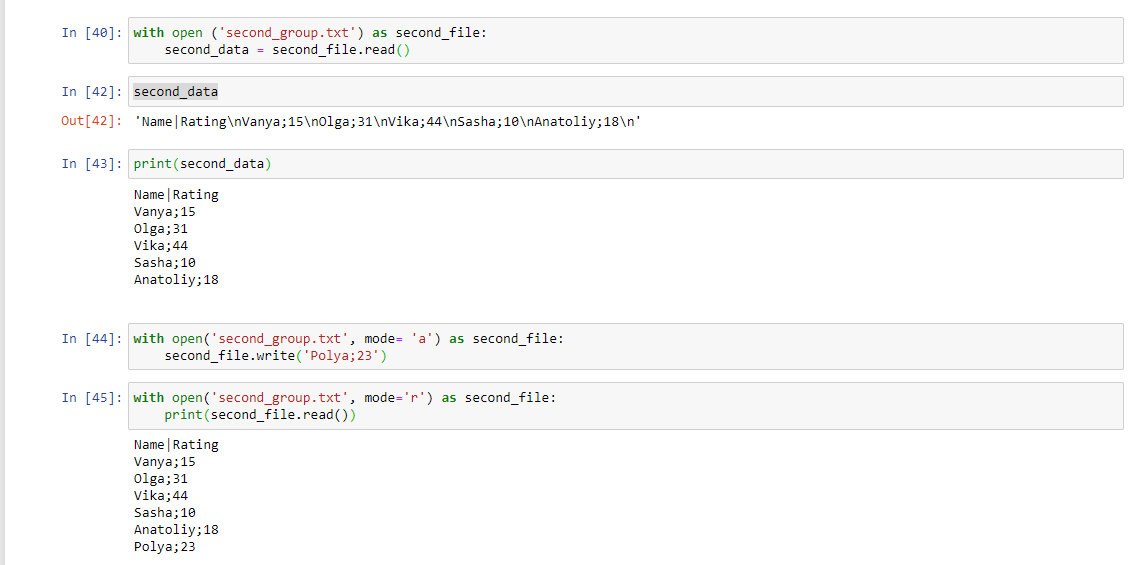 In [40]: with open ('second_group.txt') as second_file:
    second_data = second_file.read()
In [42]: second_data
Out[42]: 'Name|Rating\nVanya;15\nOlga;31\nVika;44\nSasha;10\nAnatoliy;18\n'
In [43]: print(second_data)
Name|Rating
Vanya;15
Olga;31
Vika;44
Sasha;10
Anatoliy;18
In [44]: with open('second_group.txt', mode= 'a') as second_file:
    second_file.write('Polya;23')
In [45]: with open('second_group.txt', mode='r') as second_file:
    print(second_file.read())
Name|Rating
Vanya;15
Olga;31
Vika;44
Sasha;10
Anatoliy;18
Polya;23